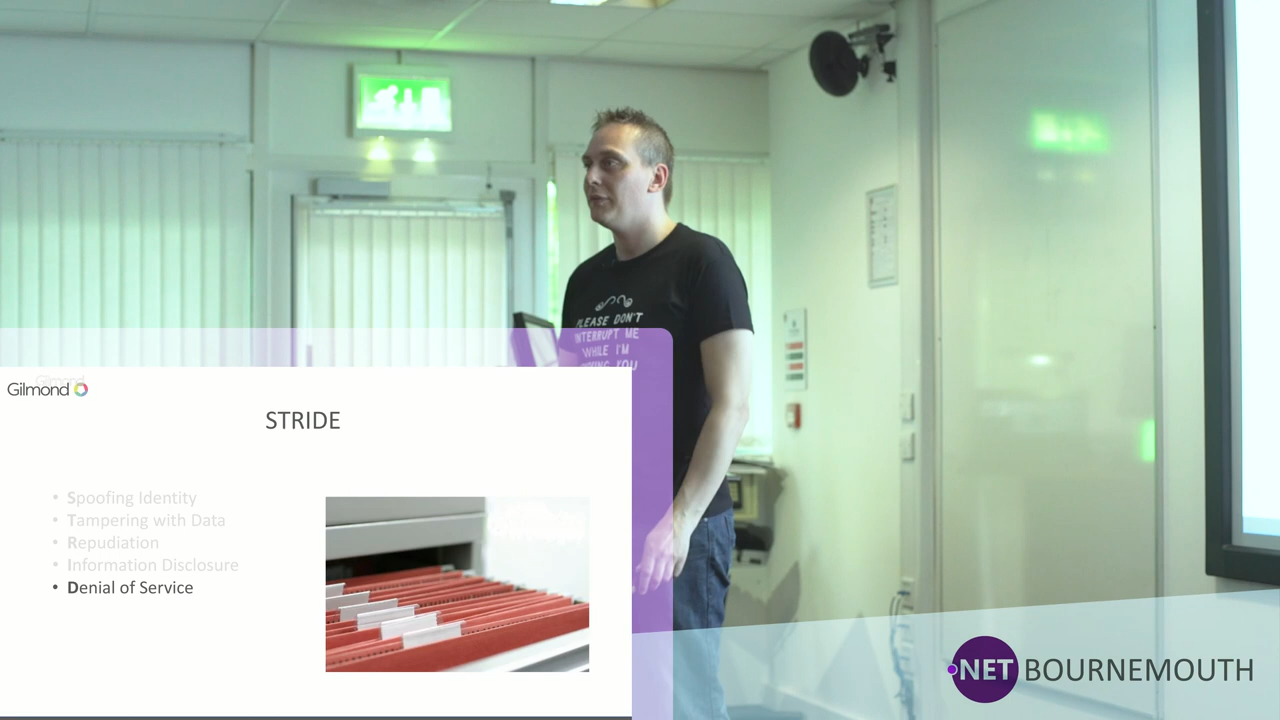 PLEASE DON'T
INTERRUPT ME
WHILE I'M
YOU
Gilmond
STRIDE
• Spoofing Identity
• Tampering with Data
• Repudiation
• Information Disclosure
• Denial of Service
.NET BOURNEMOUTH